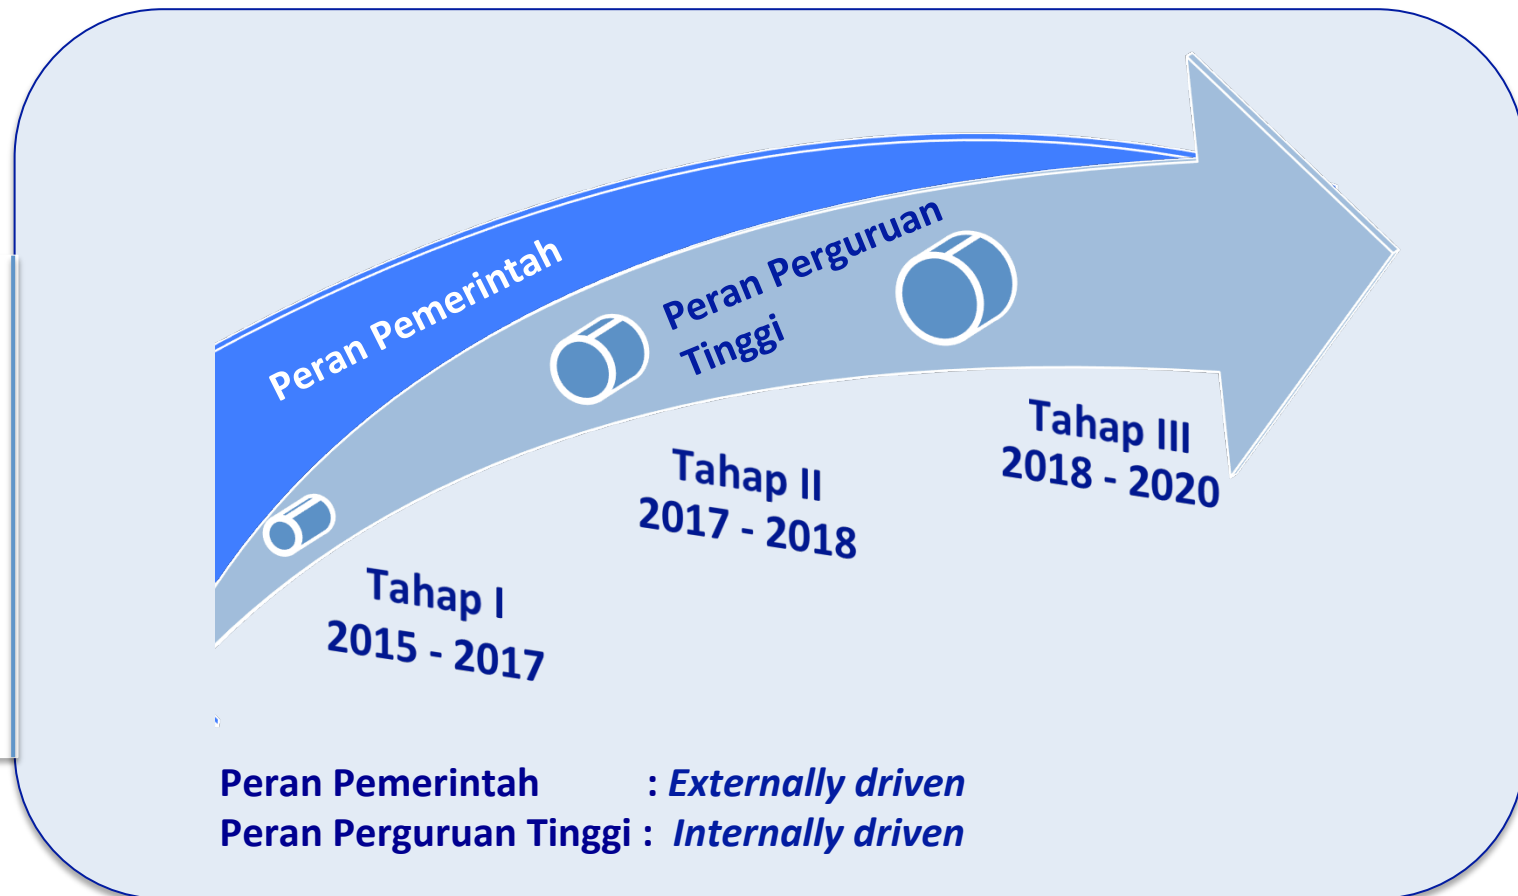 Peran Pemerintah
Peran Perguruan
Tinggi
Tahap I
2015 - 2017
Tahap II
2017 - 2018
Tahap III
2018 - 2020
Peran Pemerintah : Externally driven
Peran Perguruan Tinggi : Internally driven